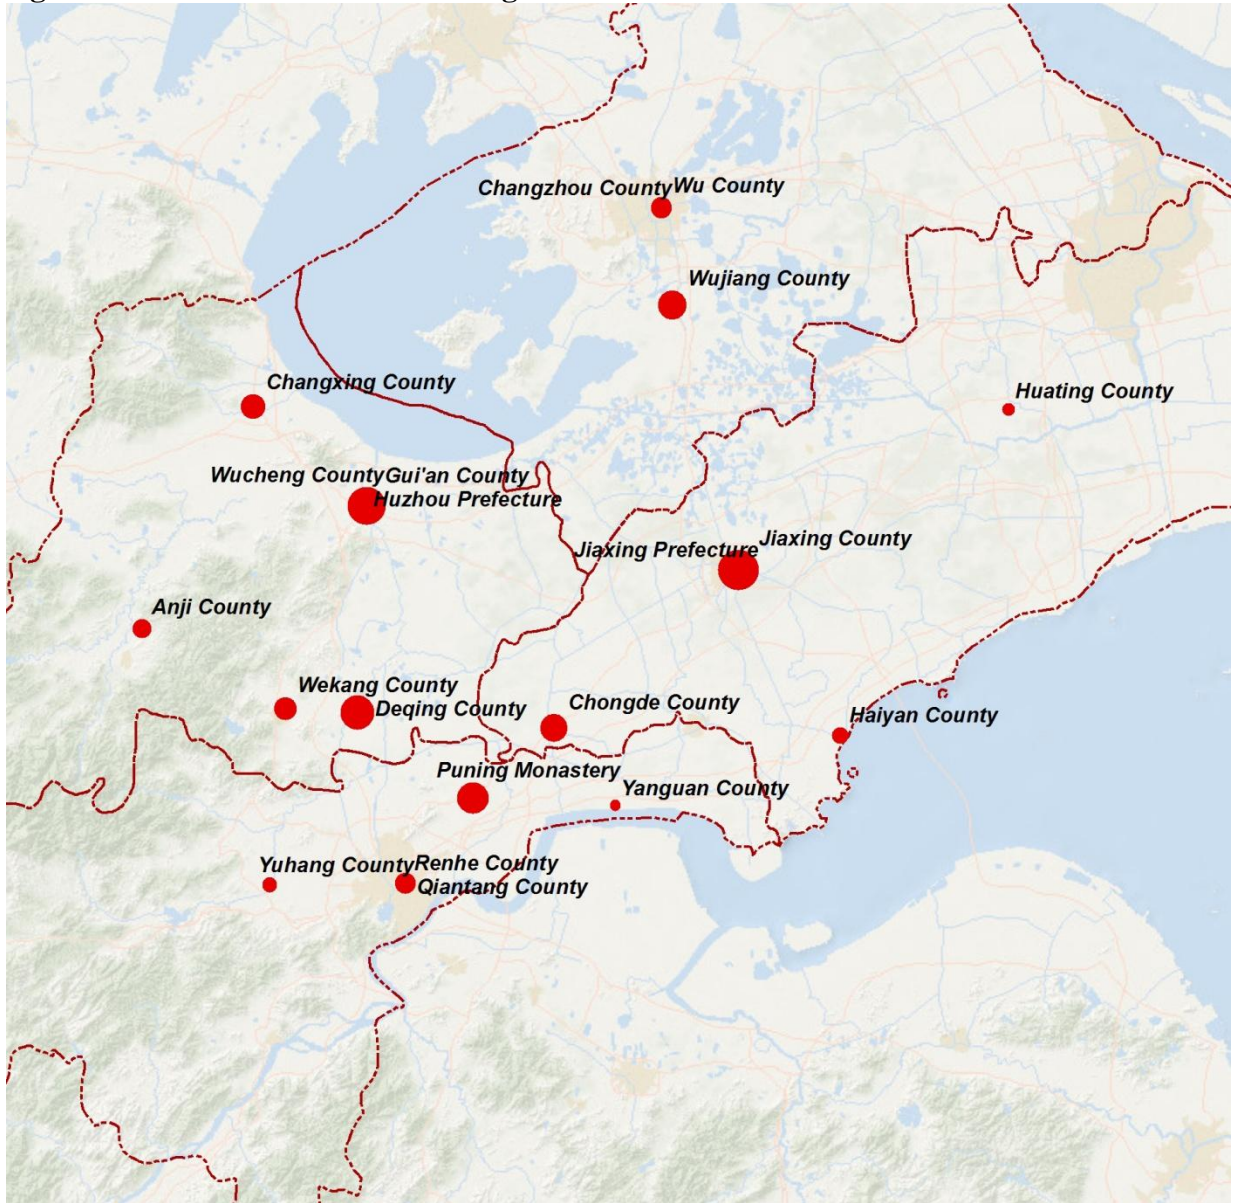 Changzhou County Wu County
Wujiang County
Changxing County
Huating County
Wucheng County Gui'an County
Huzhou Prefecture
Jiaxing County
Jiaxing Prefecture
Anji County
Wekang County
Deqing County
Chongde County
Haiyan County
Puning Monastery
Yanguan County
Yuhang County Renhe County
Qiantang County